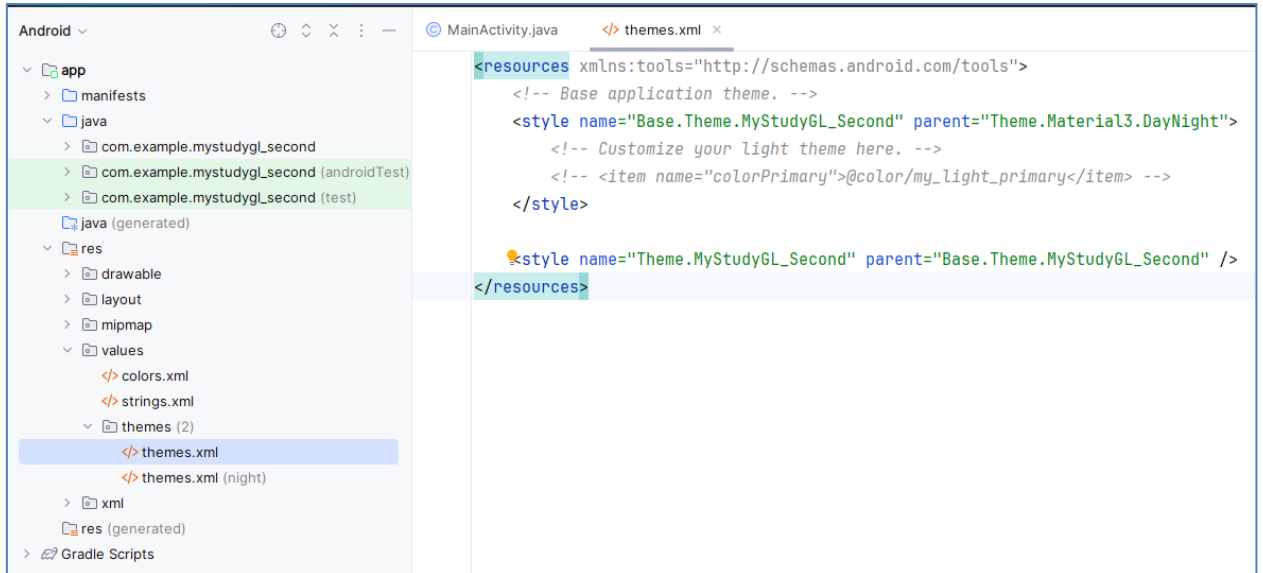 Android
app
manifests
java
com.example.mystudygl_second
com.example.mystudygl_second (androidTest)
com.example.mystudygl_second (test)
java (generated)
res
drawable
layout
mipmap
values
colors.xml
strings.xml
themes (2)
themes.xml
themes.xml (night)
xml
res (generated)
Gradle Scripts
MainActivity.java
themes.xml
<resources xmlns:tools="http://schemas.android.com/tools">
<!-- Base application theme. -->
<style name="Base.Theme.MyStudyGL_Second" parent="Theme.Material3.DayNight">
<!-- Customize your light theme here. -->
<!-- <item name="colorPrimary">@color/my_light_primary</item> -->
</style>
<style name="Theme.MyStudyGL_Second" parent="Base.Theme.MyStudyGL_Second" />
</resources>